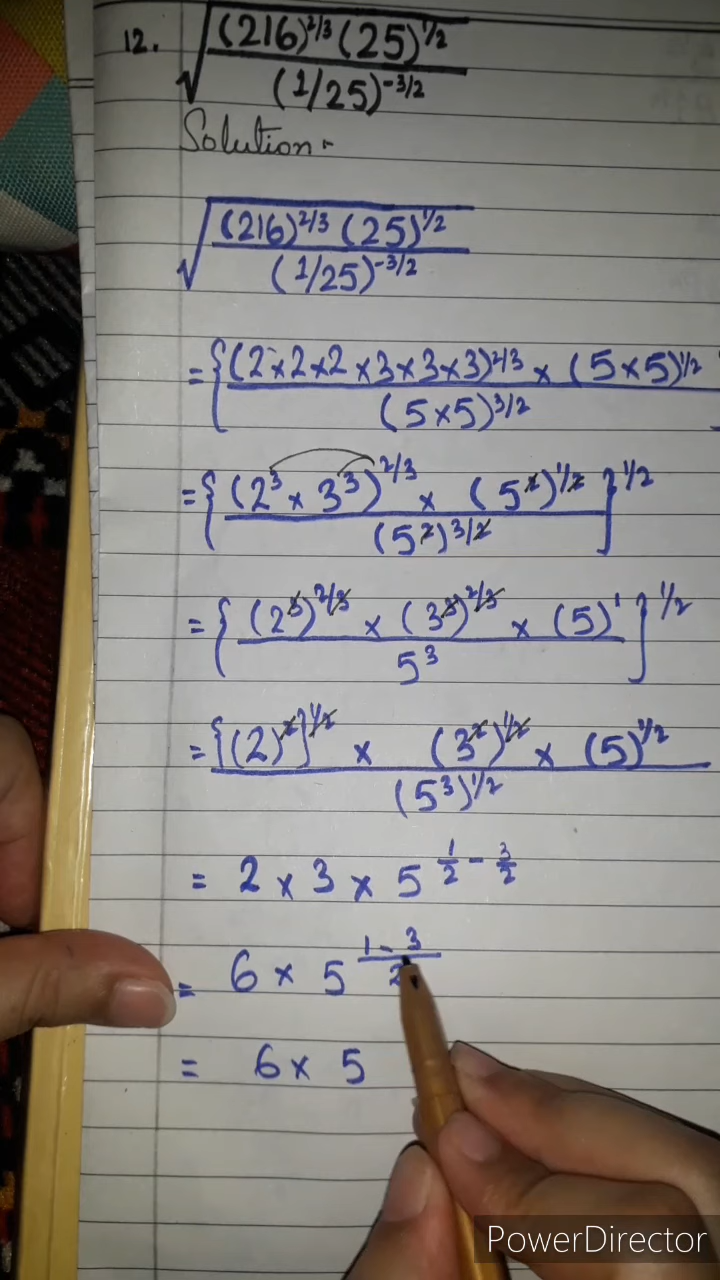 12. √((216)^2/3 (25)^1/2 / (1/25)^-3/2)
Solution:-
√((216)^2/3 (25)^1/2 / (1/25)^-3/2)
= { (2×2×2×3×3×3)^2/3 × (5×5)^1/2 / (5×5)^3/2
= { (2^3 × 3^3)^2/3 × (5^2)^1/2 / (5^2)^3/2 }^1/2
= { (2^3)^2/3 × (3^3)^2/3 × (5)^1 / 5^3 }^1/2
= [(2)^2]^1/2 × (3^2)^1/2 × (5)^1/2 / (5^3)^1/2
= 2 × 3 × 5^(1/2 - 3/2)
= 6 × 5^((1-3)/2)
= 6 × 5
PowerDirector